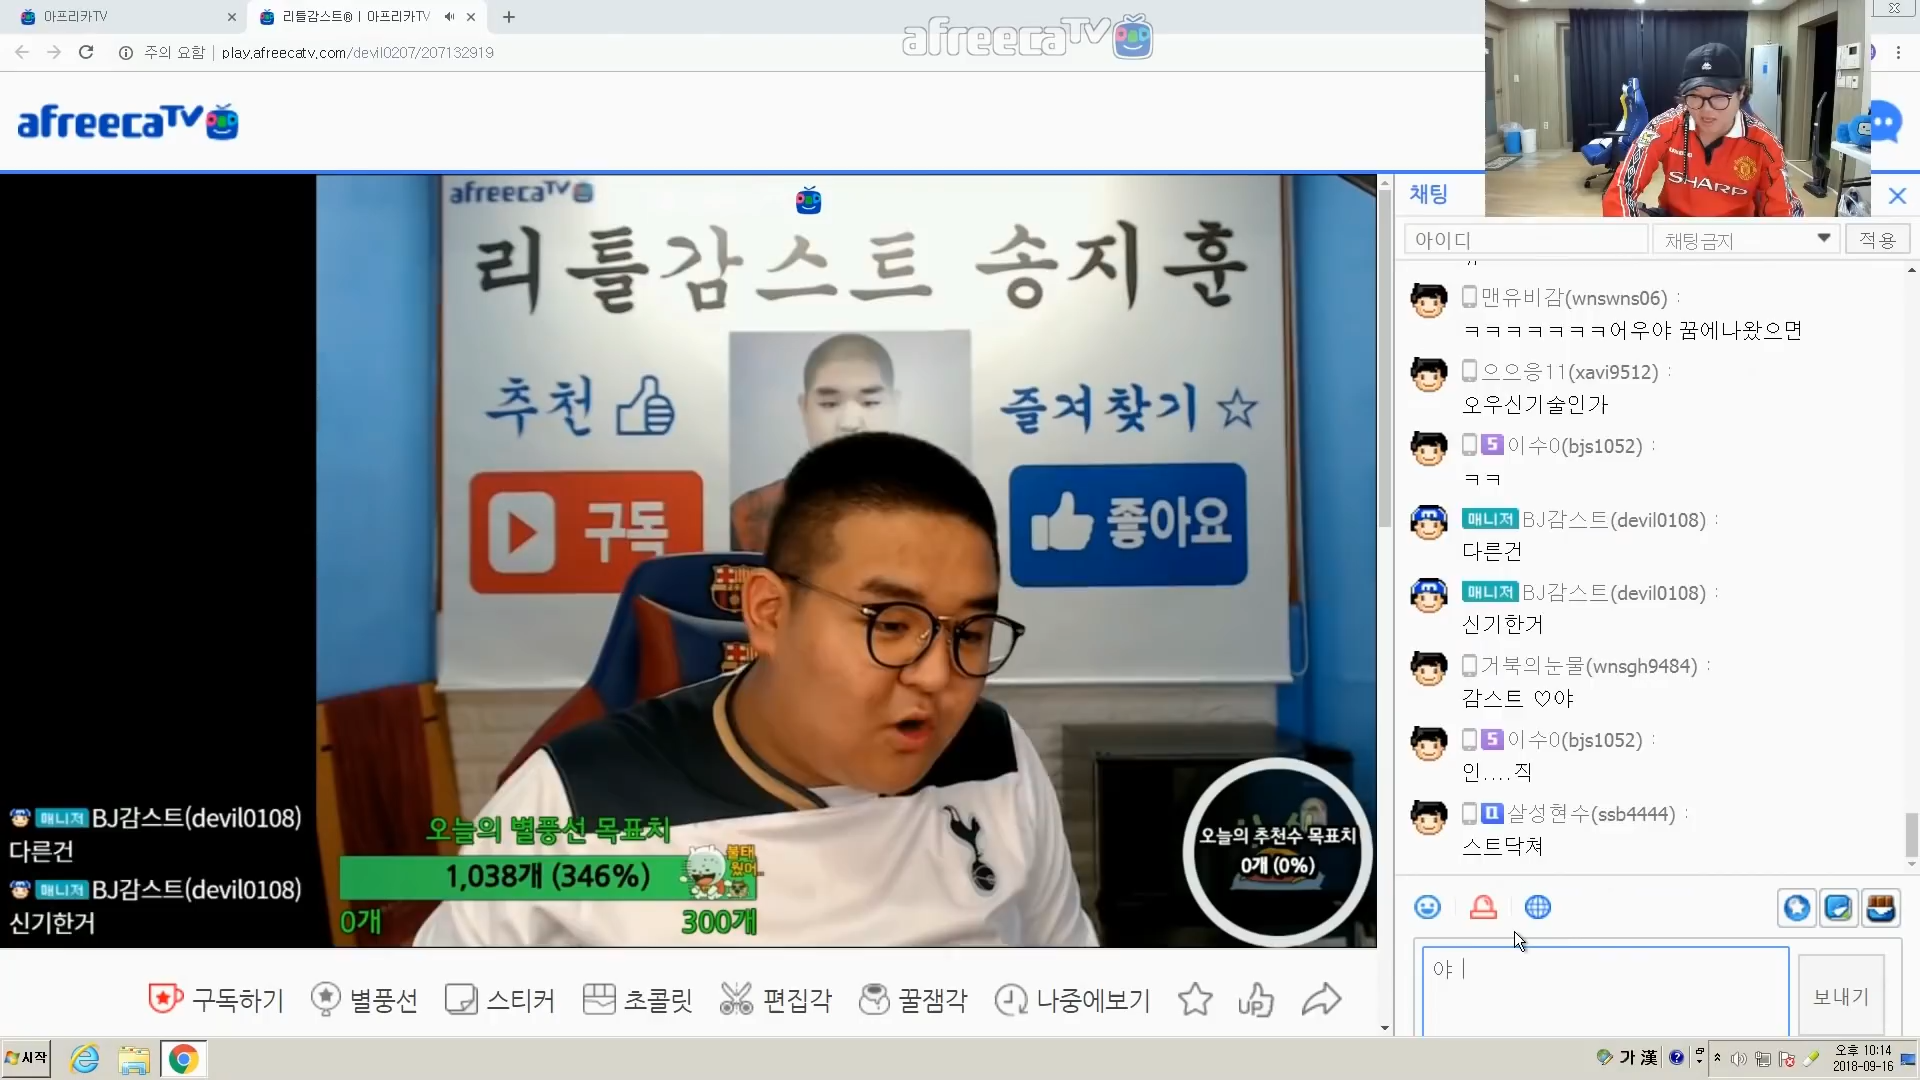 아프리카TV
리틀감스트® | 아프리카TV
주의 요함 | play.afreecatv.com/devil0207/207132919
afreecaTV
afreecaTV
afreecaTV
리틀감스트 송지훈
추천
즐겨찾기
구독
좋아요
SHARP
매니저 BJ감스트(devil0108)
다른건
매니저 BJ감스트(devil0108)
신기한거
오늘의 별풍선 목표치
1,038개 (346%)
0개
300개
오늘의 추천수 목표치
0개 (0%)
구독하기
별풍선
스티커
초콜릿
편집각
꿀잼각
나중에보기
UP
채팅
아이디
채팅금지
적용
맨유비감(wnswns06) :
ㅋㅋㅋㅋㅋㅋㅋ어우야 꿈에나왔으면
으으응11(xavi9512) :
오우신기술인가
S 이수0(bjs1052) :
ㅋㅋ
매니저 BJ감스트(devil0108) :
다른건
매니저 BJ감스트(devil0108) :
신기한거
거북의눈물(wnsgh9484) :
감스트 ♡야
S 이수0(bjs1052) :
인....직
살성현수(ssb4444) :
스트닥쳐
야
보내기
시작
가 漢
오후 10:14
2018-09-16